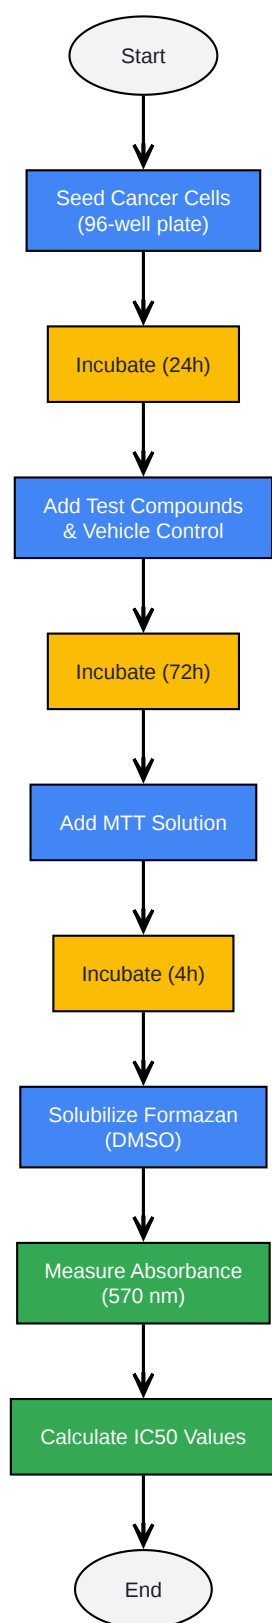 Start
Seed Cancer Cells
(96-well plate)
Incubate (24h)
Add Test Compounds
& Vehicle Control
Incubate (72h)
Add MTT Solution
Incubate (4h)
Solubilize Formazan
(DMSO)
Measure Absorbance
(570 nm)
Calculate IC50 Values
End